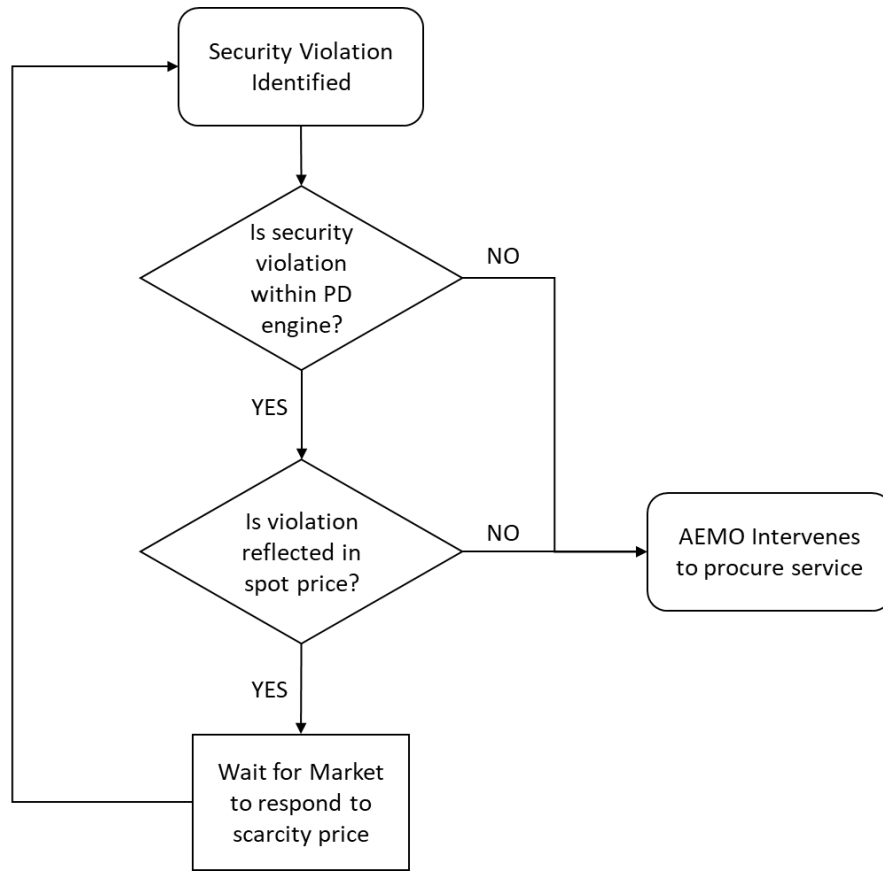 Security Violation
Identified
Is security
violation
within PD
engine?
NO
YES
Is violation
reflected in
spot price?
NO
AEMO Intervenes
to procure service
YES
Wait for Market
to respond to
scarcity price